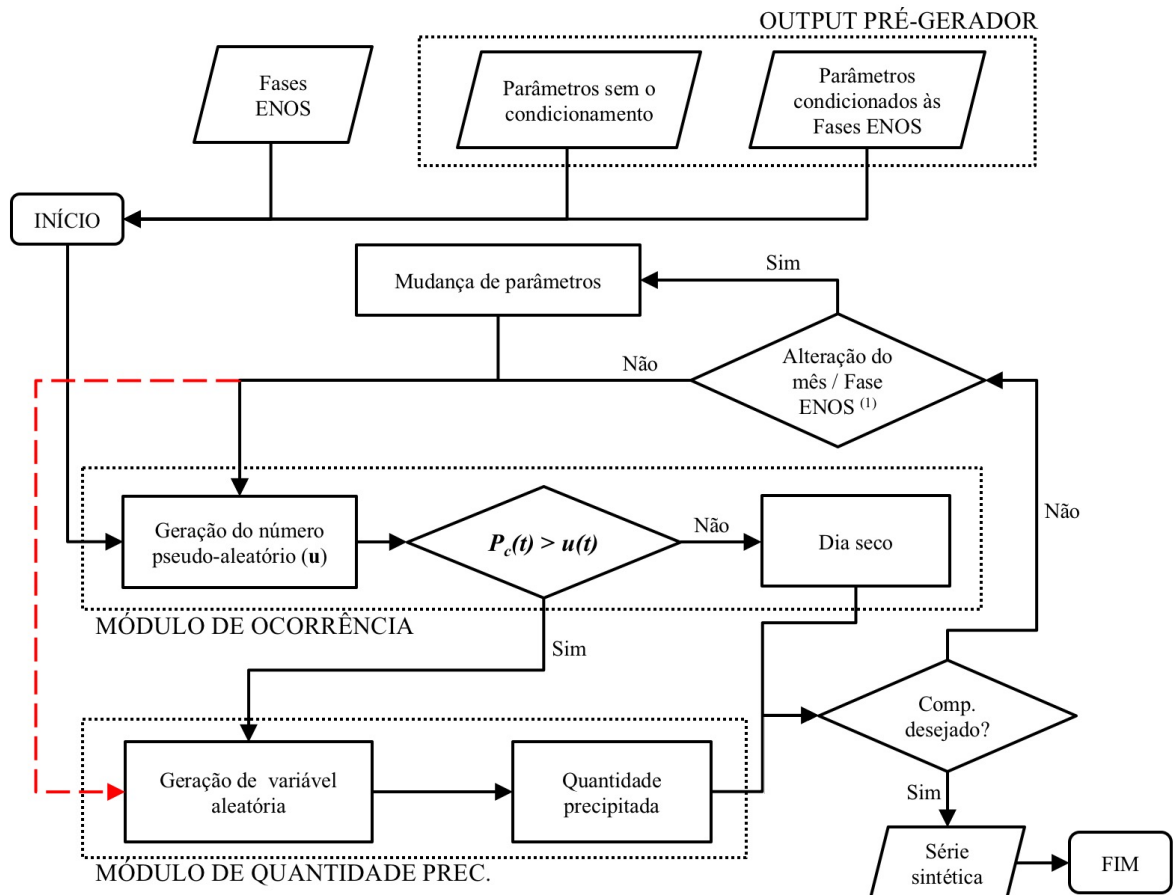 OUTPUT PRÉ-GERADOR
Fases
ENOS
Parâmetros sem o
condicionamento
Parâmetros
condicionados às
Fases ENOS
INÍCIO
Mudança de parâmetros
Sim
Não
Alteração do
mês / Fase
ENOS (1)
Geração do número
pseudo-aleatório (u)
Pc(t) > u(t)
Não
Dia seco
Não
MÓDULO DE OCORRÊNCIA
Sim
Comp.
desejado?
Geração de variável
aleatória
Quantidade
precipitada
Sim
MÓDULO DE QUANTIDADE PREC.
Série
sintética
FIM